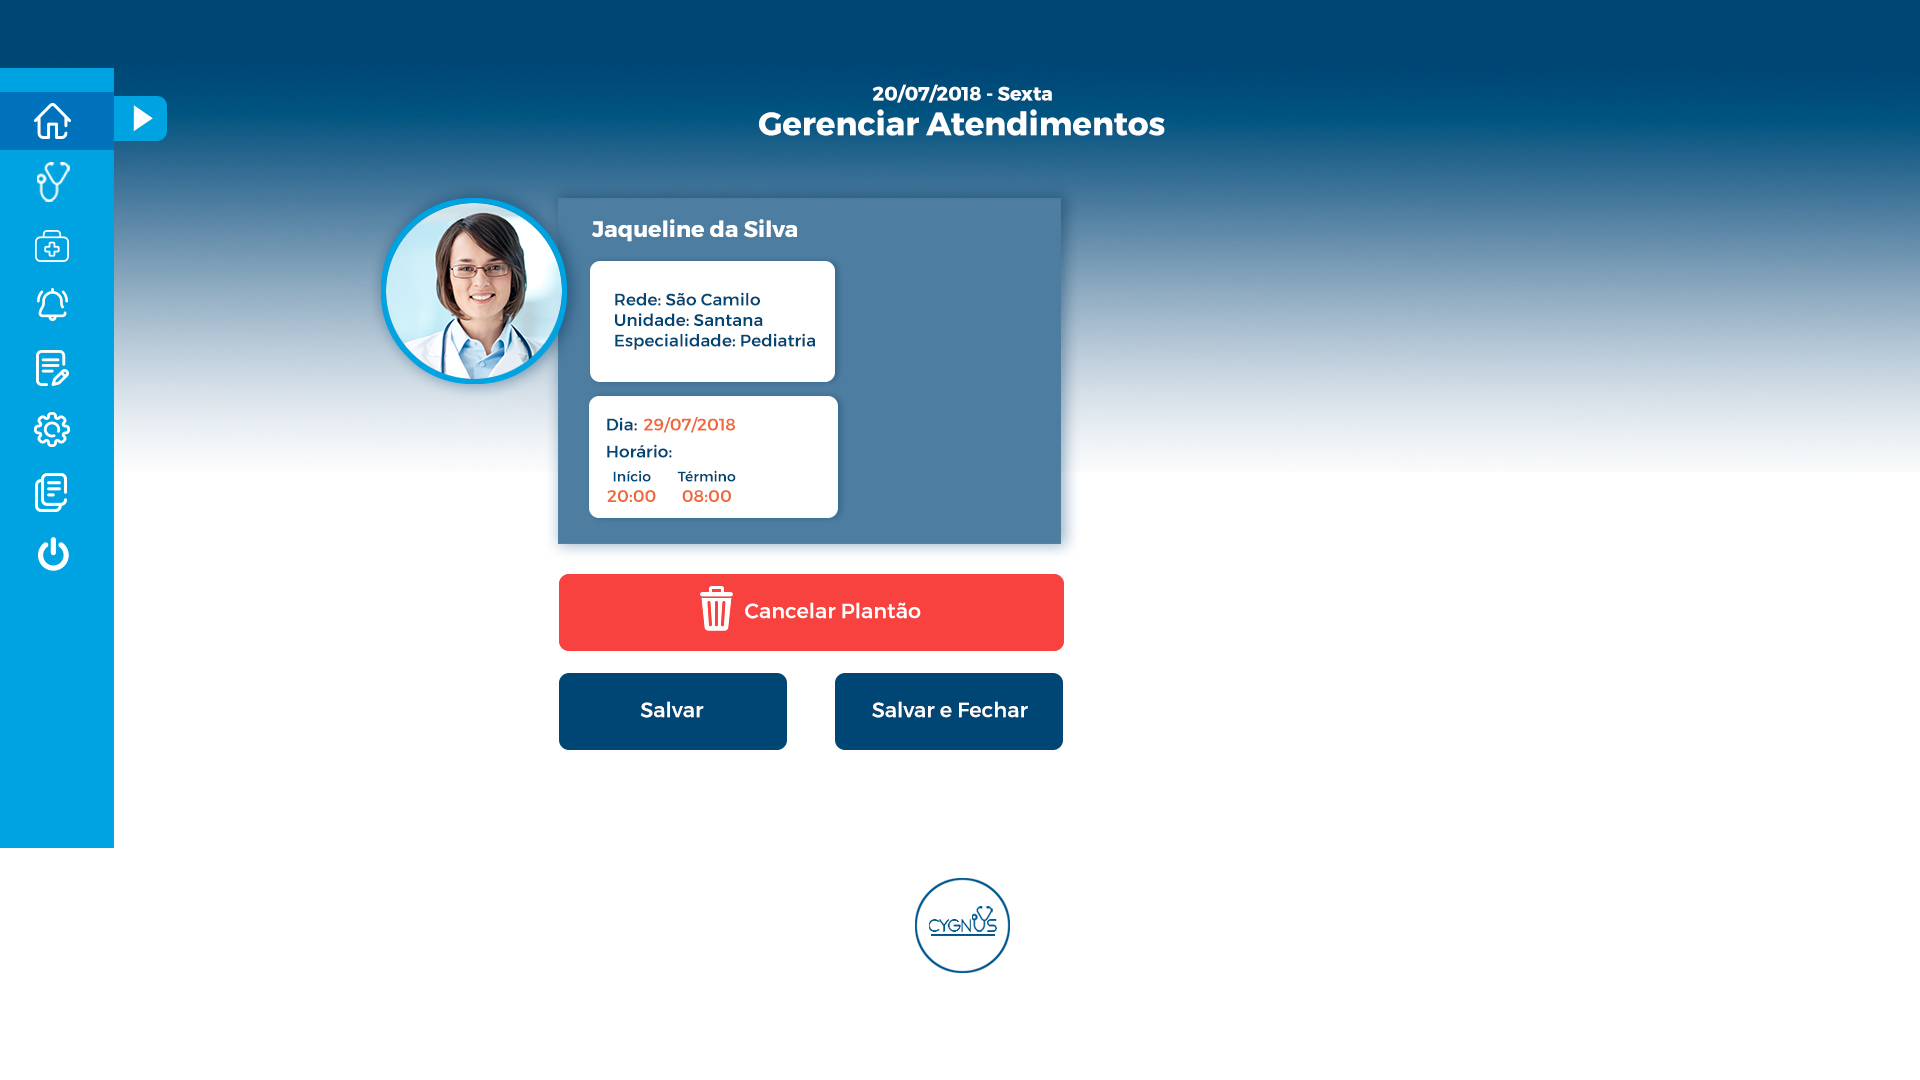 20/07/2018 - Sexta
Gerenciar Atendimentos
Jaqueline da Silva
Rede: São Camilo
Unidade: Santana
Especialidade: Pediatria
Dia: 29/07/2018
Horário:
Início Término
20:00 08:00
Cancelar Plantão
Salvar
Salvar e Fechar
CYGNUS